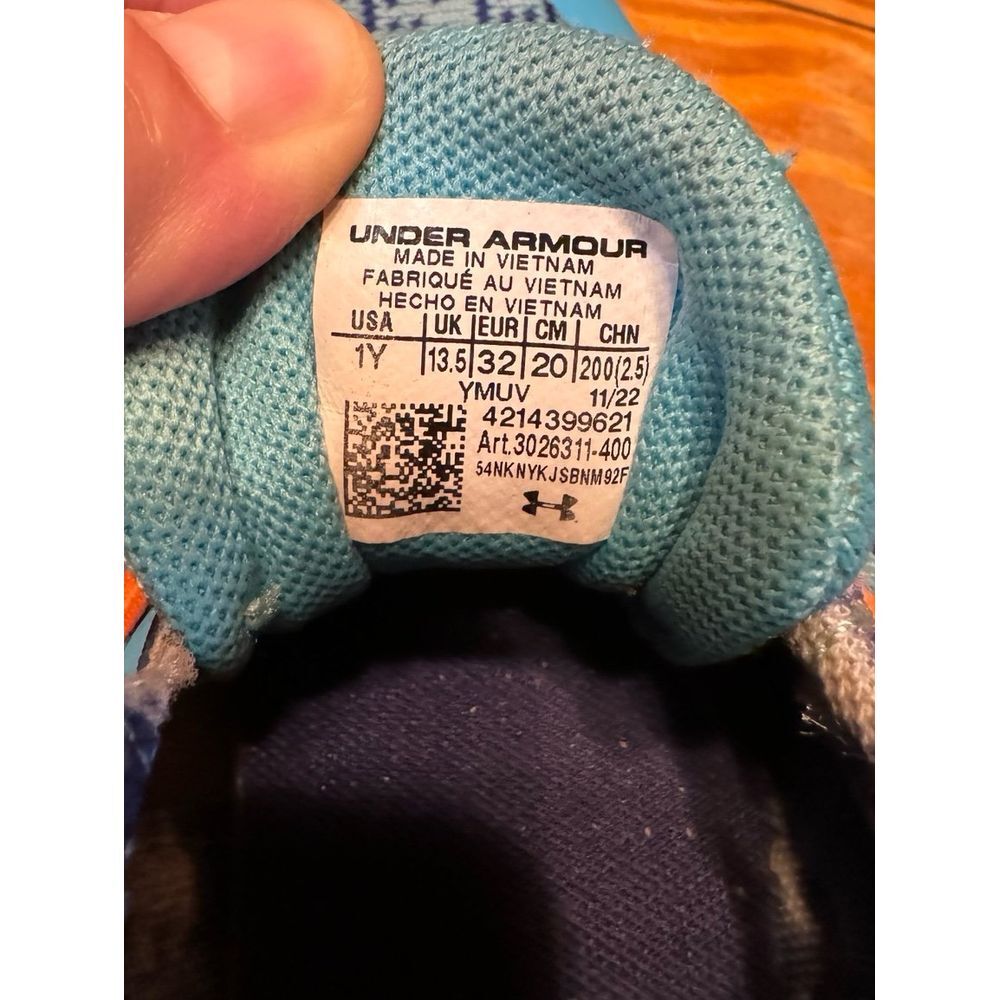 UNDER ARMOUR
MADE IN VIETNAM
FABRIQUÉ AU VIETNAM
HECHO EN VIETNAM
USA UK EUR CM CHN
1Y 13.5 32 20 200(2.5)
YMUV 11/22
4214399621
Art.3026311-400
54NKNYKJSBNM92F